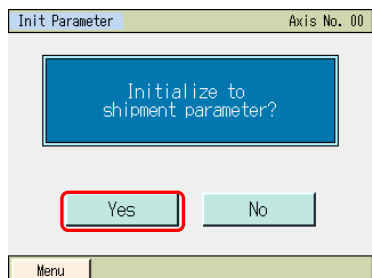 Init Parameter Axis No. 00
Initialize to
shipment parameter?
Yes No
Menu